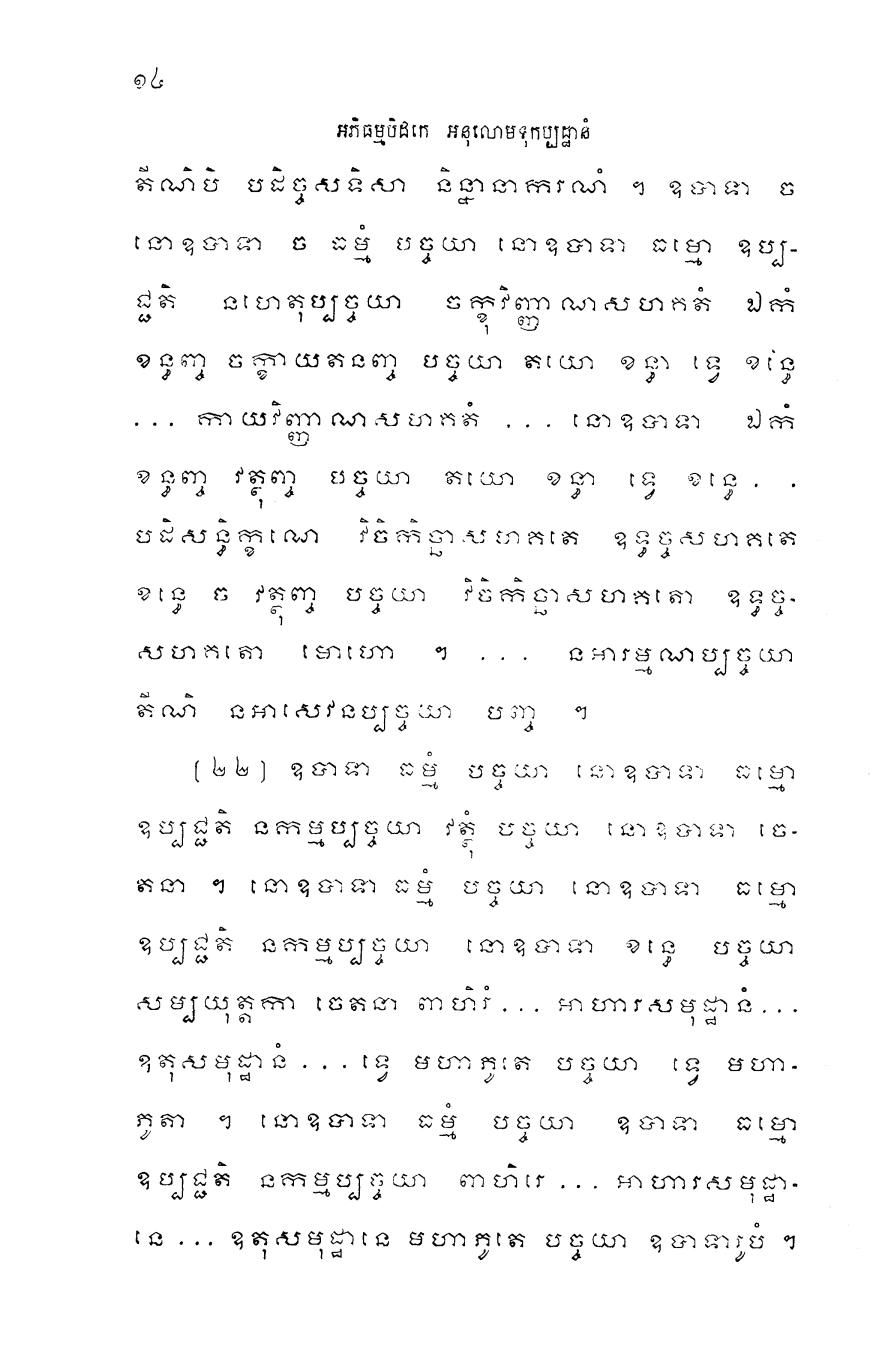 ១៤
អភិធម្មបិដកេ អនុលោមទុកប្បដ្ឋានំ
តីណិបិ បដិច្ចសទិសា និន្នានាករណំ ។ ឧបាទា ច
នោឧបាទា ច ធម្មំ បច្ចយា នោឧបាទា ធម្មោ ឧប្ប-
ជ្ជតិ នហេតុប្បច្ចយា ចក្ខុវិញ្ញាណសហគតំ ឯកំ
ខន្ធញ្ច ចក្ខាយតនញ្ច បច្ចយា តយោ ខន្ធា ទ្វេ ខន្ធេ
... កាយវិញ្ញាណសហគតំ ... នោឧបាទា ឯកំ
ខន្ធញ្ច វត្ថុញ្ច បច្ចយា តយោ ខន្ធា ទ្វេ ខន្ធេ . .
បដិសន្ធិក្ខណេ វិចិកិច្ឆាសហគតេ ឧទ្ធច្ចសហគតេ
ខន្ធេ ច វត្ថុញ្ច បច្ចយា វិចិកិច្ឆាសហគតោ ឧទ្ធច្ច-
សហគតោ មោហោ ។ ... នអារម្មណប្បច្ចយា
តីណិ នអាសេវនប្បច្ចយា បញ្ច ។
(២២) ឧបាទា ធម្មំ បច្ចយា នោឧបាទា ធម្មោ
ឧប្បជ្ជតិ នកម្មប្បច្ចយា វត្ថុំ បច្ចយា នោឧបាទា ចេ-
តនា ។ នោឧបាទា ធម្មំ បច្ចយា នោឧបាទា ធម្មោ
ឧប្បជ្ជតិ នកម្មប្បច្ចយា នោឧបាទា ខន្ធេ បច្ចយា
សម្បយុត្តកា ចេតនា ពាហិរំ ... អាហារសមុដ្ឋានំ ...
ឧតុសមុដ្ឋានំ ... ទ្វេ មហាភូតេ បច្ចយា ទ្វេ មហា-
ភូតា ។ នោឧបាទា ធម្មំ បច្ចយា ឧបាទា ធម្មោ
ឧប្បជ្ជតិ នកម្មប្បច្ចយា ពាហិរេ ... អាហារសមុដ្ឋា-
នេ ... ឧតុសមុដ្ឋានេ មហាភូតេ បច្ចយា ឧបាទារូបំ ។